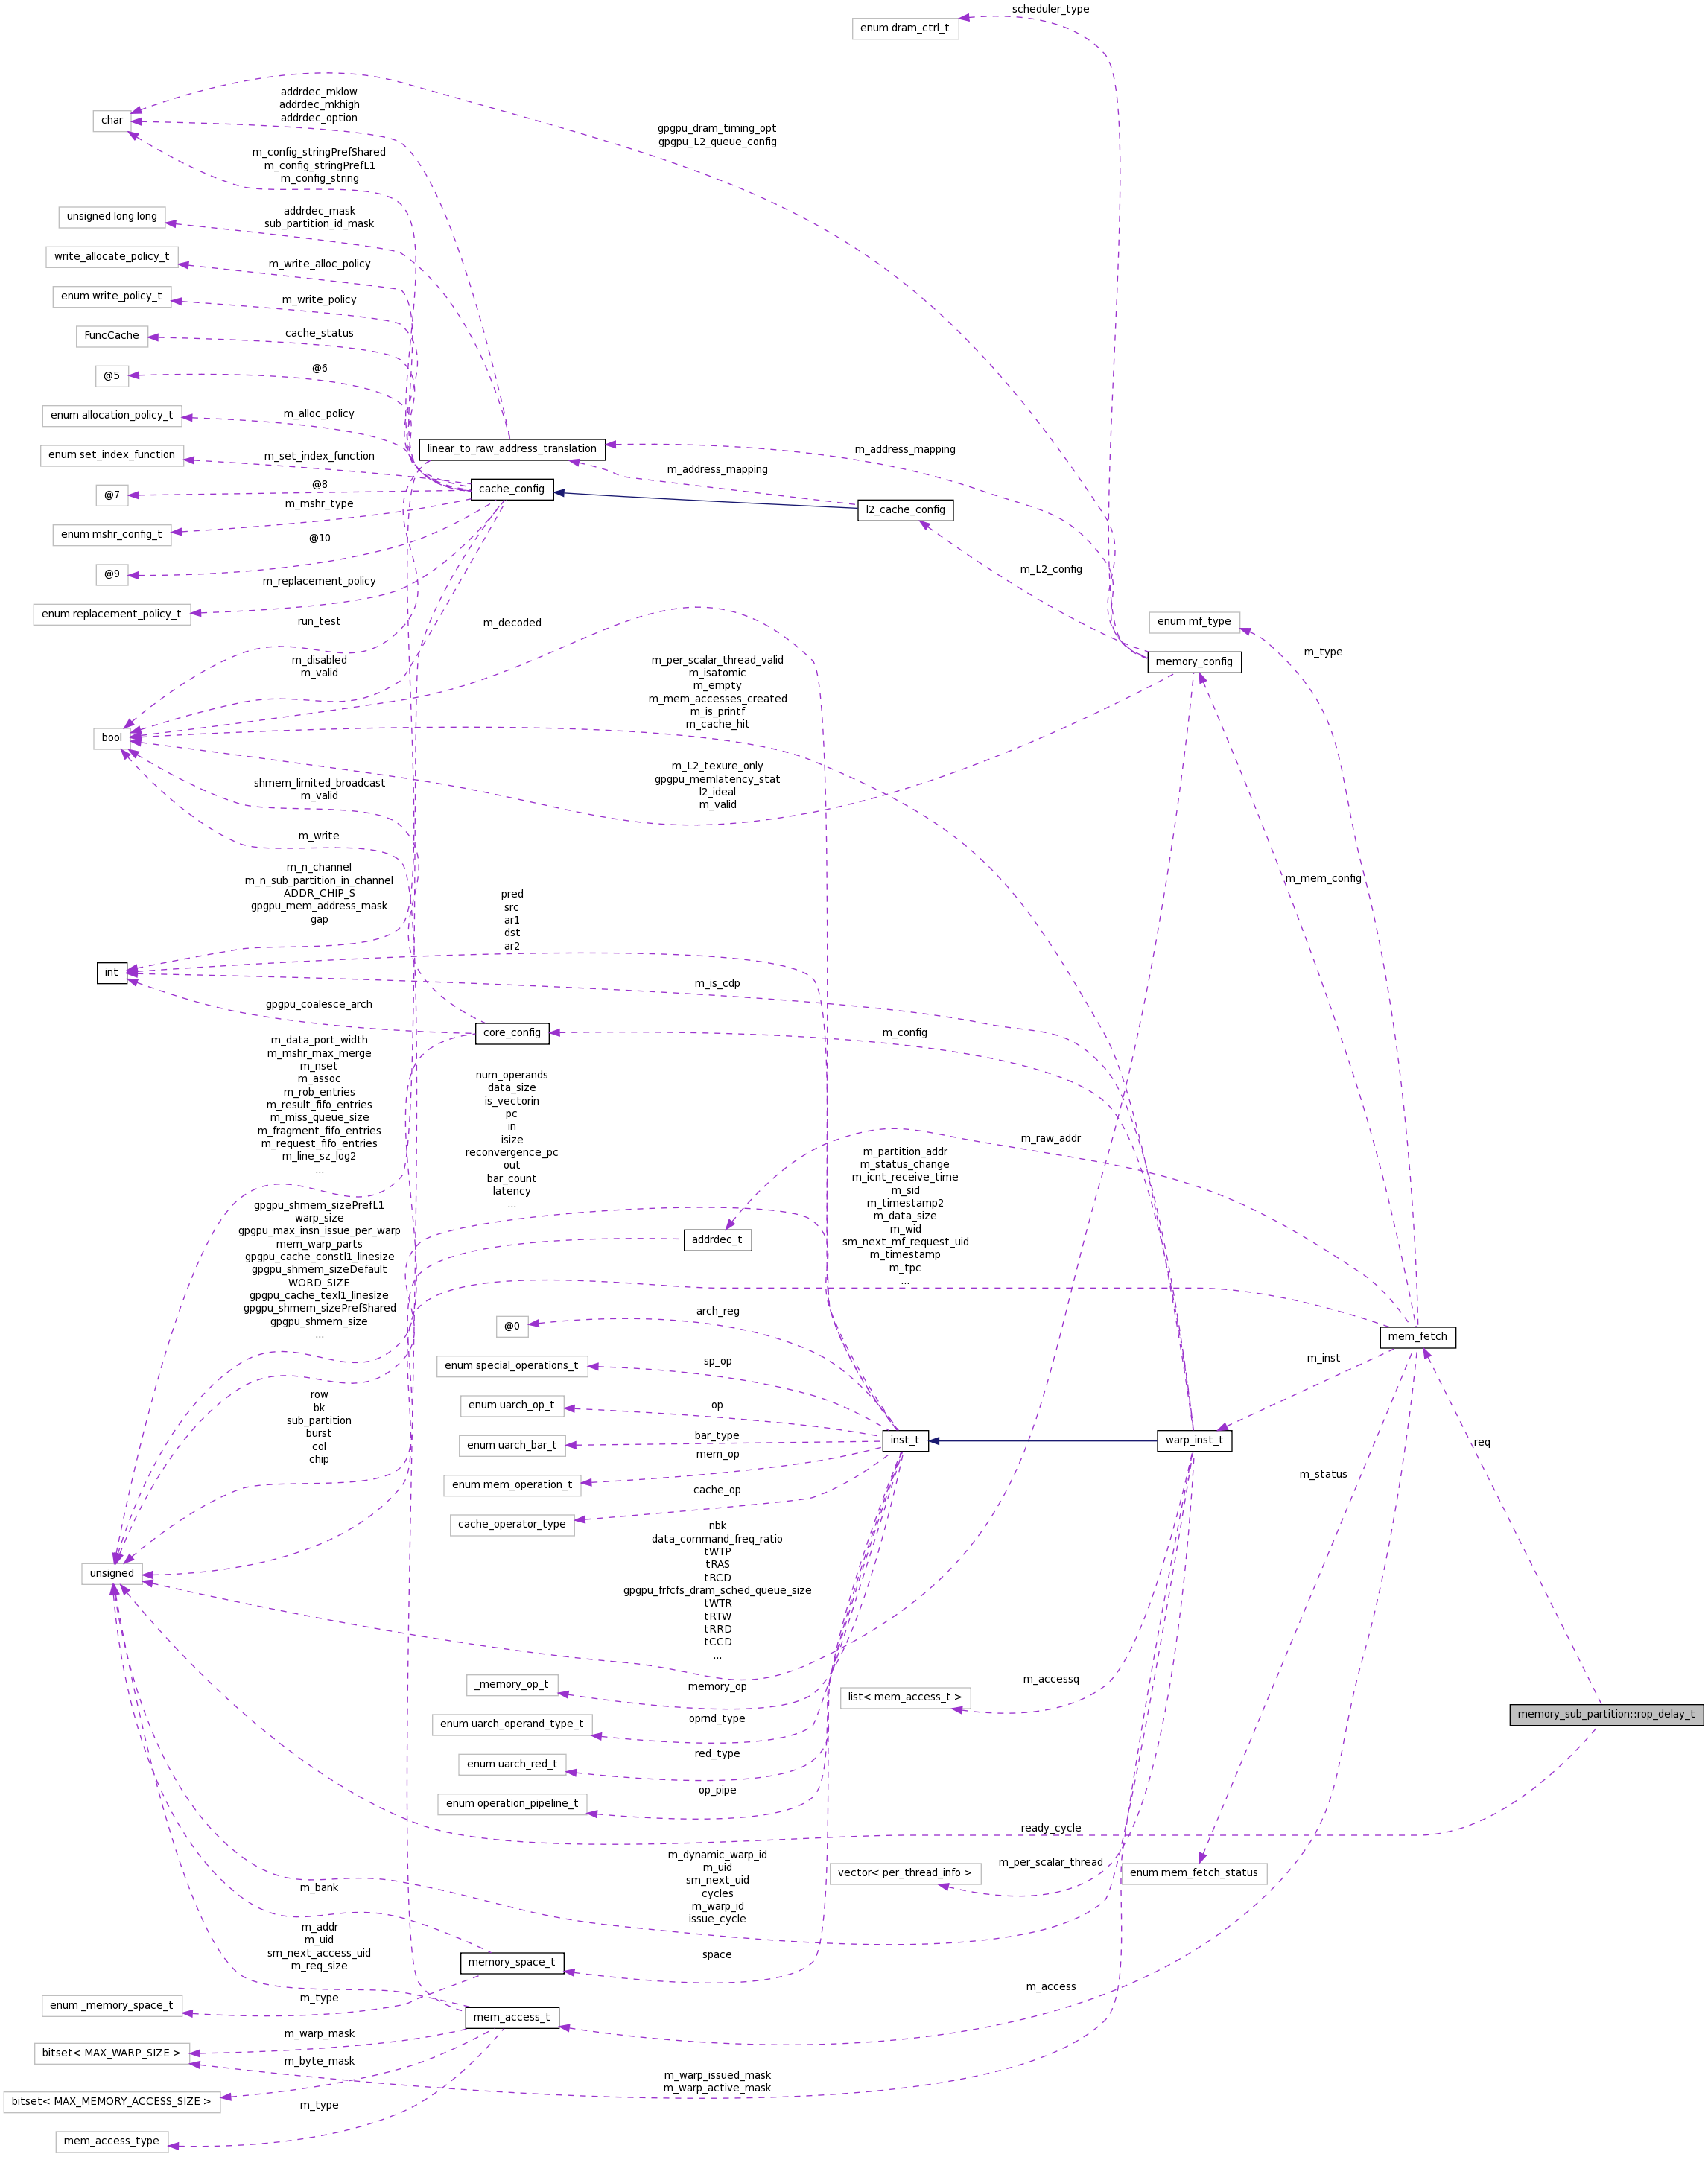 scheduler_type
enum dram_ctrl_t
addrdec_mklow
addrdec_mkhigh
addrdec_option
char
gpgpu_dram_timing_opt
gpgpu_L2_queue_config
m_config_stringPrefShared
m_config_stringPrefL1
m_config_string
unsigned long long
addrdec_mask
sub_partition_id_mask
write_allocate_policy_t
m_write_alloc_policy
enum write_policy_t
m_write_policy
FuncCache
cache_status
@5
@6
enum allocation_policy_t
m_alloc_policy
linear_to_raw_address_translation
m_address_mapping
enum set_index_function
m_set_index_function
m_address_mapping
@7
@8
cache_config
m_mshr_type
l2_cache_config
enum mshr_config_t
@10
@9
m_L2_config
m_replacement_policy
enum replacement_policy_t
run_test
m_decoded
enum mf_type
m_type
m_disabled
m_valid
m_per_scalar_thread_valid
m_isatomic
m_empty
m_mem_accesses_created
m_is_printf
m_cache_hit
memory_config
bool
m_L2_texure_only
gpgpu_memlatency_stat
l2_ideal
m_valid
shmem_limited_broadcast
m_valid
m_write
m_n_channel
m_n_sub_partition_in_channel
ADDR_CHIP_S
gpgpu_mem_address_mask
gap
m_mem_config
pred
src
ar1
dst
ar2
int
m_is_cdp
gpgpu_coalesce_arch
core_config
m_config
m_data_port_width
m_mshr_max_merge
m_nset
m_assoc
m_rob_entries
m_result_fifo_entries
m_miss_queue_size
m_fragment_fifo_entries
m_request_fifo_entries
m_line_sz_log2
...
num_operands
data_size
is_vectorin
pc
in
isize
reconvergence_pc
out
bar_count
latency
...
m_raw_addr
m_partition_addr
m_status_change
m_icnt_receive_time
m_sid
m_timestamp2
m_data_size
m_wid
sm_next_mf_request_uid
m_timestamp
m_tpc
...
gpgpu_shmem_sizePrefL1
warp_size
gpgpu_max_insn_issue_per_warp
mem_warp_parts
gpgpu_cache_constl1_linesize
gpgpu_shmem_sizeDefault
WORD_SIZE
gpgpu_cache_texl1_linesize
gpgpu_shmem_sizePrefShared
gpgpu_shmem_size
...
addrdec_t
arch_reg
@0
mem_fetch
sp_op
enum special_operations_t
m_inst
row
bk
sub_partition
burst
col
chip
op
enum uarch_op_t
bar_type
enum uarch_bar_t
inst_t
warp_inst_t
req
mem_op
enum mem_operation_t
m_status
cache_op
cache_operator_type
nbk
data_command_freq_ratio
tWTP
tRAS
tRCD
gpgpu_frfcfs_dram_sched_queue_size
tWTR
tRTW
tRRD
tCCD
...
unsigned
_memory_op_t
memory_op
m_accessq
list< mem_access_t >
enum uarch_operand_type_t
oprnd_type
memory_sub_partition::rop_delay_t
enum uarch_red_t
red_type
enum operation_pipeline_t
op_pipe
ready_cycle
m_dynamic_warp_id
m_uid
sm_next_uid
cycles
m_warp_id
issue_cycle
m_per_scalar_thread
vector< per_thread_info >
enum mem_fetch_status
m_bank
m_addr
m_uid
sm_next_access_uid
m_req_size
memory_space_t
space
enum _memory_space_t
m_type
m_access
mem_access_t
m_warp_mask
bitset< MAX_WARP_SIZE >
m_byte_mask
m_warp_issued_mask
m_warp_active_mask
bitset< MAX_MEMORY_ACCESS_SIZE >
m_type
mem_access_type